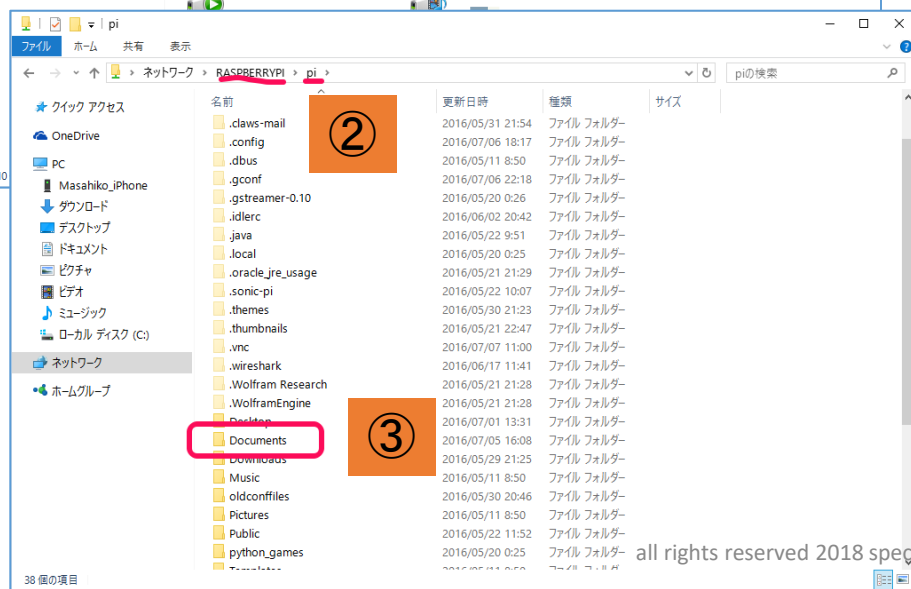 pi
ファイル ホーム 共有 表示
ネットワーク › RASPBERRYPI › pi ›
piの検索
名前 更新日時 種類 サイズ
クイック アクセス
OneDrive
PC
Masahiko_iPhone
ダウンロード
デスクトップ
ドキュメント
ピクチャ
ビデオ
ミュージック
ローカル ディスク (C:)
ネットワーク
ホームグループ
.claws-mail 2016/05/31 21:54 ファイル フォルダー
.config 2016/07/06 18:17 ファイル フォルダー
.dbus 2016/05/11 8:50 ファイル フォルダー
.gconf 2016/07/06 22:18 ファイル フォルダー
.gstreamer-0.10 2016/05/20 0:26 ファイル フォルダー
.idlerc 2016/06/02 20:42 ファイル フォルダー
.java 2016/05/22 9:51 ファイル フォルダー
.local 2016/05/20 0:25 ファイル フォルダー
.oracle_jre_usage 2016/05/21 21:29 ファイル フォルダー
.sonic-pi 2016/05/22 10:07 ファイル フォルダー
.themes 2016/05/30 21:23 ファイル フォルダー
.thumbnails 2016/05/21 22:47 ファイル フォルダー
.vnc 2016/07/07 11:00 ファイル フォルダー
.wireshark 2016/06/17 11:41 ファイル フォルダー
.Wolfram Research 2016/05/21 21:28 ファイル フォルダー
.WolframEngine 2016/05/21 21:28 ファイル フォルダー
Desktop 2016/07/01 13:31 ファイル フォルダー
Documents 2016/07/05 16:08 ファイル フォルダー
Downloads 2016/05/29 21:25 ファイル フォルダー
Music 2016/05/11 8:50 ファイル フォルダー
oldconffiles 2016/05/30 20:46 ファイル フォルダー
Pictures 2016/05/11 8:50 ファイル フォルダー
Public 2016/05/22 11:52 ファイル フォルダー
python_games 2016/05/20 0:25 ファイル フォルダー
②
③
all rights reserved 2018 spec
38 個の項目